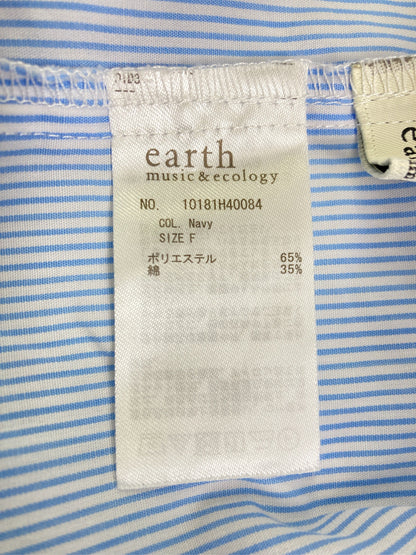 earth
music&ecology
NO. 10181H40084
COL. Navy
SIZE F
ポリエステル 65%
綿 35%